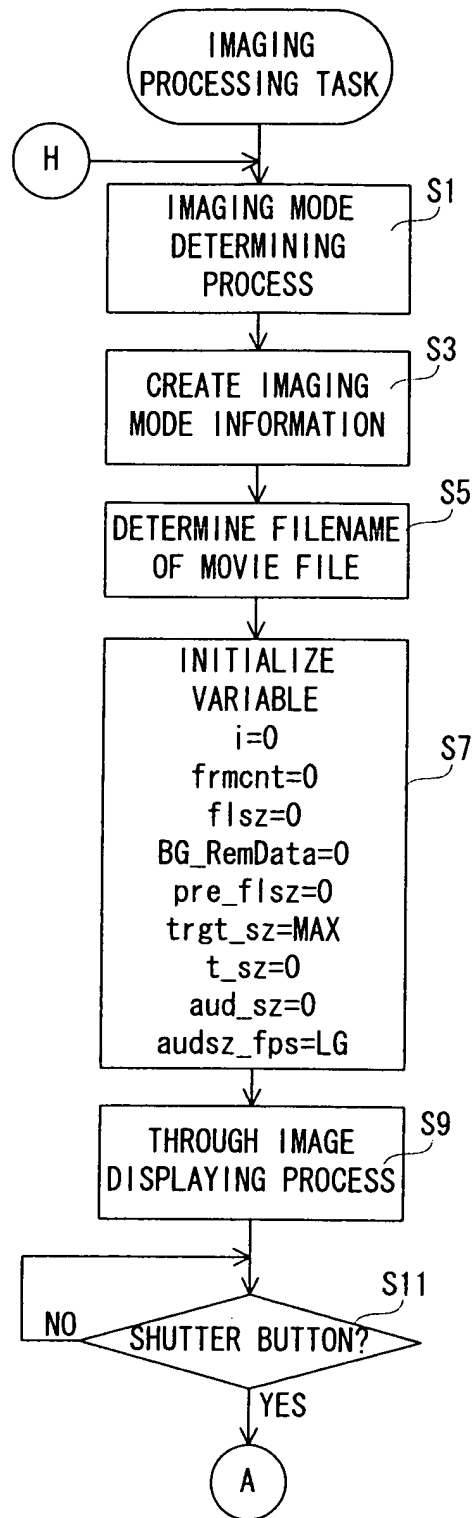 IMAGING
PROCESSING TASK
H
S1
IMAGING MODE
DETERMINING
PROCESS
S3
CREATE IMAGING
MODE INFORMATION
S5
DETERMINE FILENAME
OF MOVIE FILE
INITIALIZE
VARIABLE
S7
i=0
frmcnt=0
flsz=0
BG_RemData=0
pre_flsz=0
trgt_sz=MAX
t_sz=0
aud_sz=0
audsz_fps=LG
S9
THROUGH IMAGE
DISPLAYING PROCESS
S11
SHUTTER BUTTON?
NO
YES
A